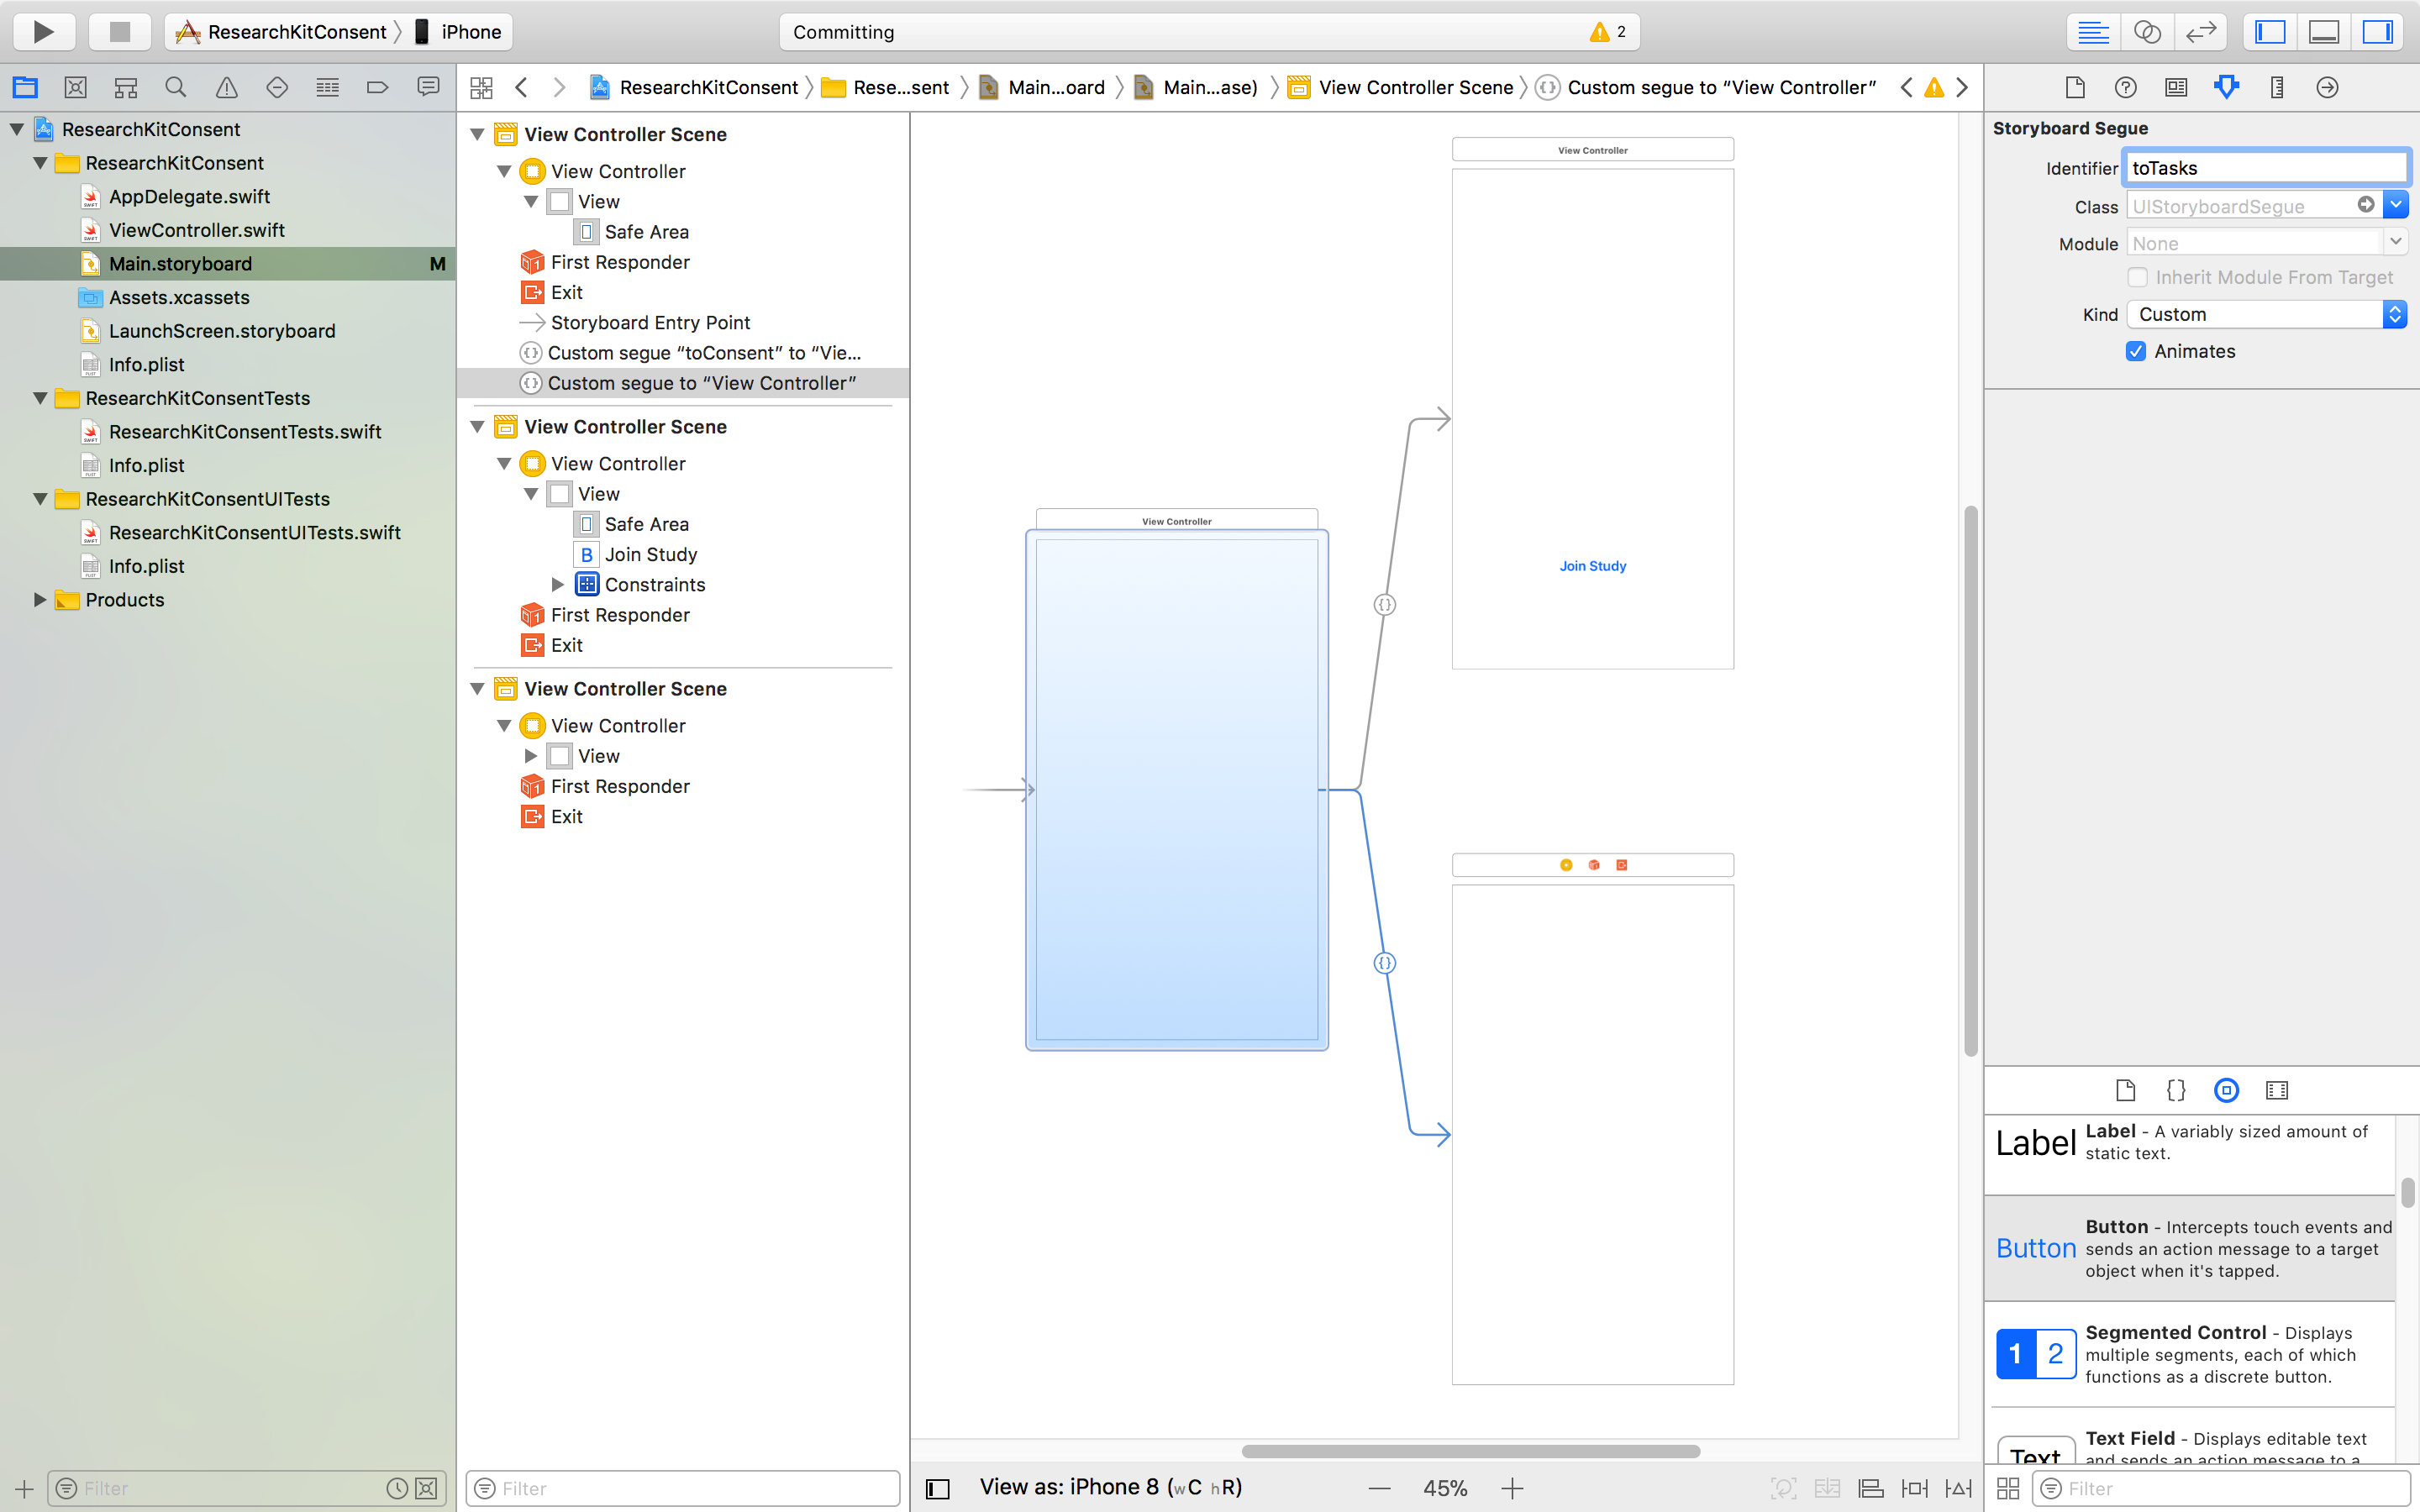 ResearchKitConsent 〉 iPhone
Committing
2
ResearchKitConsent 〉 Rese...sent 〉 Main...oard 〉 Main...ase) 〉 View Controller Scene 〉 Custom segue to “View Controller”
ResearchKitConsent
ResearchKitConsent
AppDelegate.swift
ViewController.swift
Main.storyboard M
Assets.xcassets
LaunchScreen.storyboard
Info.plist
ResearchKitConsentTests
ResearchKitConsentTests.swift
Info.plist
ResearchKitConsentUITests
ResearchKitConsentUITests.swift
Info.plist
Products
Filter
View Controller Scene
View Controller
View
Safe Area
First Responder
Exit
Storyboard Entry Point
Custom segue “toConsent” to “Vie...
Custom segue to “View Controller”
View Controller Scene
View Controller
View
Safe Area
B Join Study
Constraints
First Responder
Exit
View Controller Scene
View Controller
View
First Responder
Exit
Filter
View Controller
Join Study
View Controller
View as: iPhone 8 (wC hR)
45%
Storyboard Segue
Identifier toTasks
Class UIStoryboardSegue
Module None
Inherit Module From Target
Kind Custom
Animates
Label
Label - A variably sized amount of
static text.
Button
Button - Intercepts touch events and
sends an action message to a target
object when it's tapped.
1 2
Segmented Control - Displays
multiple segments, each of which
functions as a discrete button.
Text
Text Field - Displays editable text
and sends an action message to a
Filter